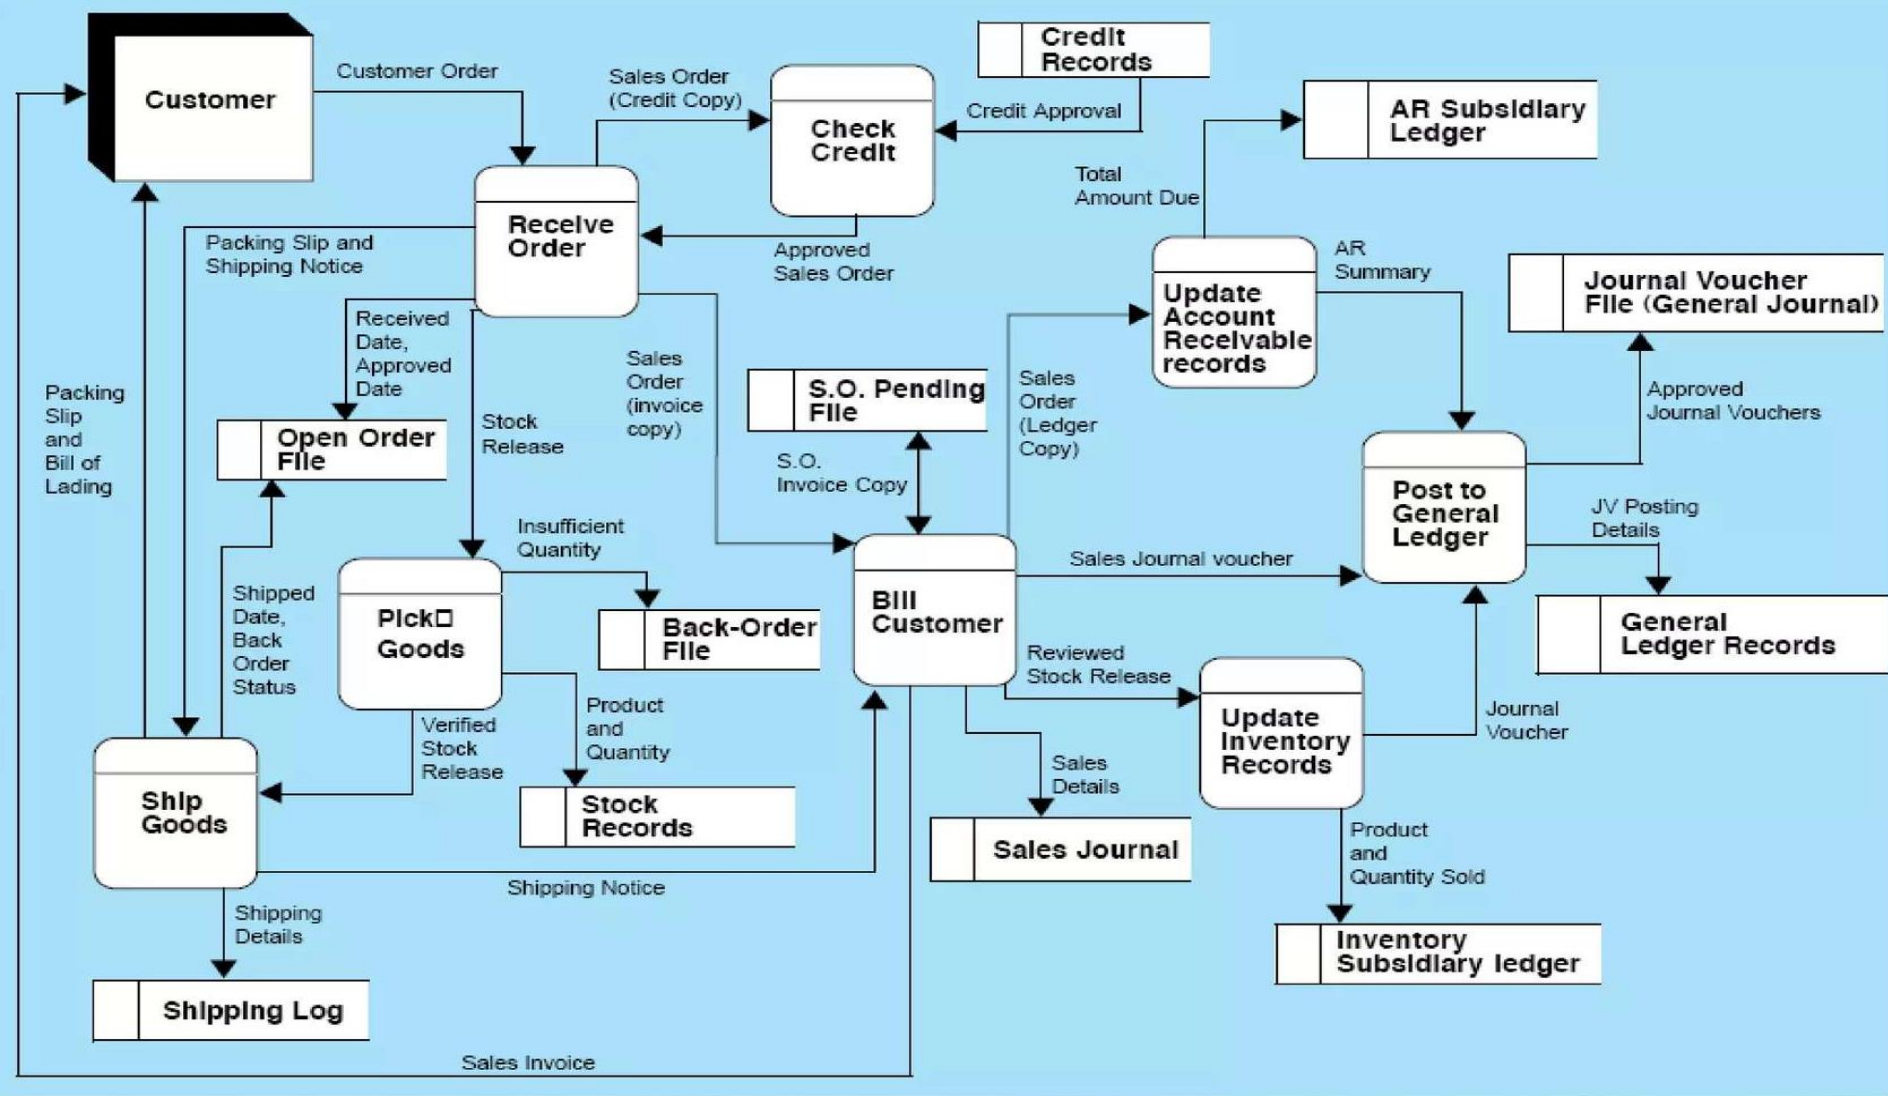 Customer
Customer Order
Sales Order
(Credit Copy)
Check
Credit
Credit
Records
Credit Approval
AR Subsidiary
Ledger
Total
Amount Due
Receive
Order
Approved
Sales Order
Packing Slip and
Shipping Notice
Received
Date,
Approved
Date
Packing
Slip
and
Bill of
Lading
Open Order
File
Stock
Release
Sales
Order
(invoice
copy)
S.O. Pending
File
S.O.
Invoice Copy
Sales
Order
(Ledger
Copy)
Update
Account
Receivable
records
AR
Summary
Journal Voucher
File (General Journal)
Approved
Journal Vouchers
Post to
General
Ledger
JV Posting
Details
General
Ledger Records
Insufficient
Quantity
Pick
Goods
Back-Order
File
Shipped
Date,
Back
Order
Status
Bill
Customer
Sales Journal voucher
Reviewed
Stock Release
Update
Inventory
Records
Journal
Voucher
Verified
Stock
Release
Product
and
Quantity
Stock
Records
Ship
Goods
Sales
Details
Sales Journal
Product
and
Quantity Sold
Inventory
Subsidiary ledger
Shipping Notice
Shipping
Details
Shipping Log
Sales Invoice